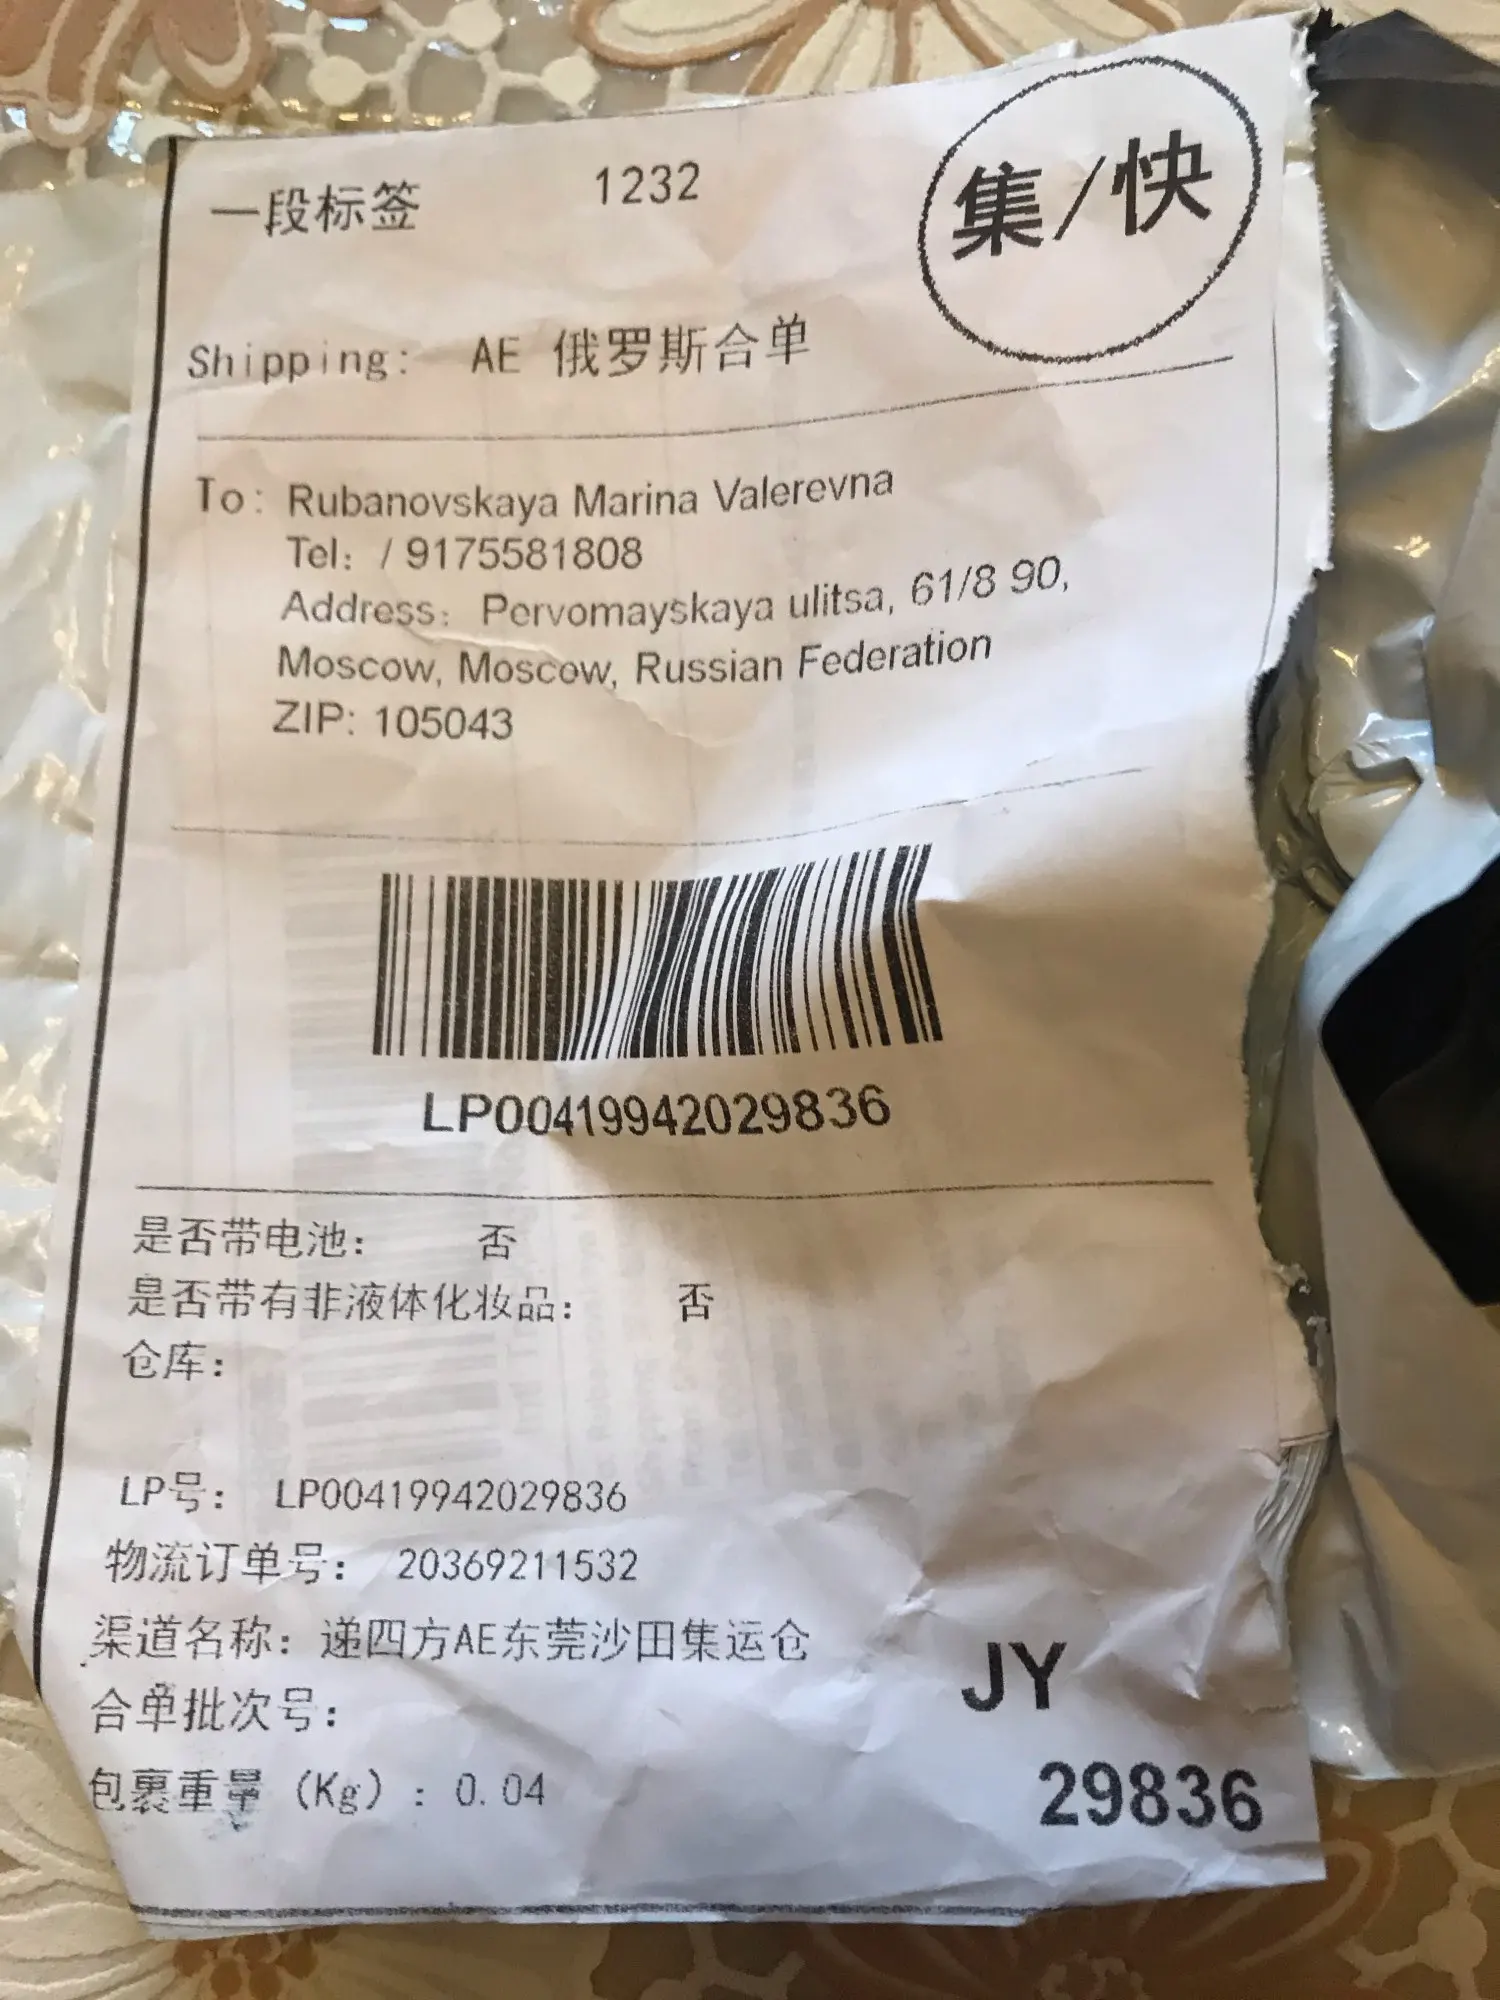 一段标签 1232 集/快
Shipping: AE 俄罗斯合单
To: Rubanovskaya Marina Valerevna
Tel: / 9175581808
Address: Pervomayskaya ulitsa, 61/8 90,
Moscow, Moscow, Russian Federation
ZIP: 105043
LP00419942029836
是否带电池: 否
是否带有非液体化妆品: 否
仓库:
LP号: LP00419942029836
物流订单号: 20369211532
渠道名称: 递四方AE东莞沙田集运仓
合单批次号:
JY
包裹重量 (Kg) : 0.04
29836